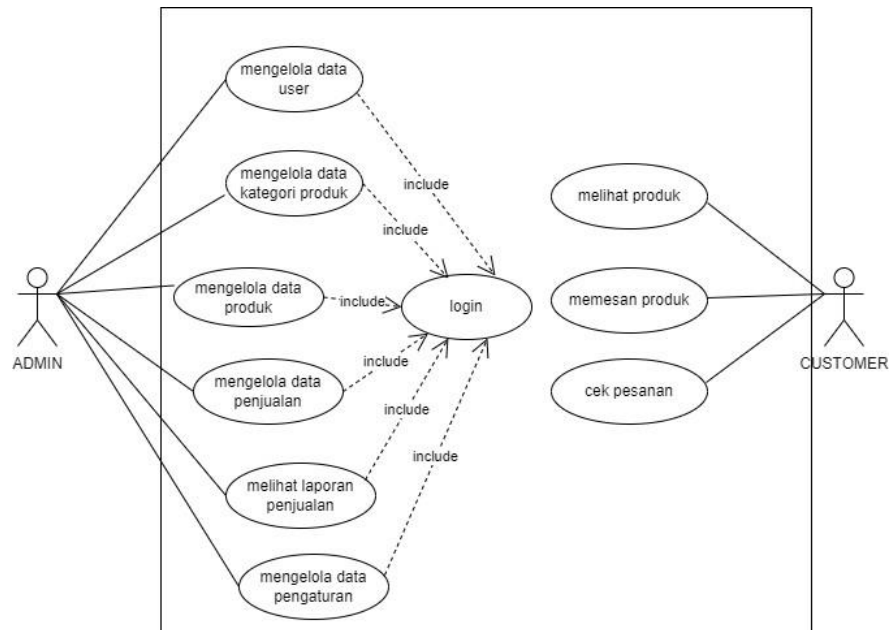 mengelola data
user
mengelola data
kategori produk
include
include
melihat produk
mengelola data
produk
include
login
memesan produk
ADMIN
CUSTOMER
mengelola data
penjualan
include
cek pesanan
include
include
melihat laporan
penjualan
mengelola data
pengaturan